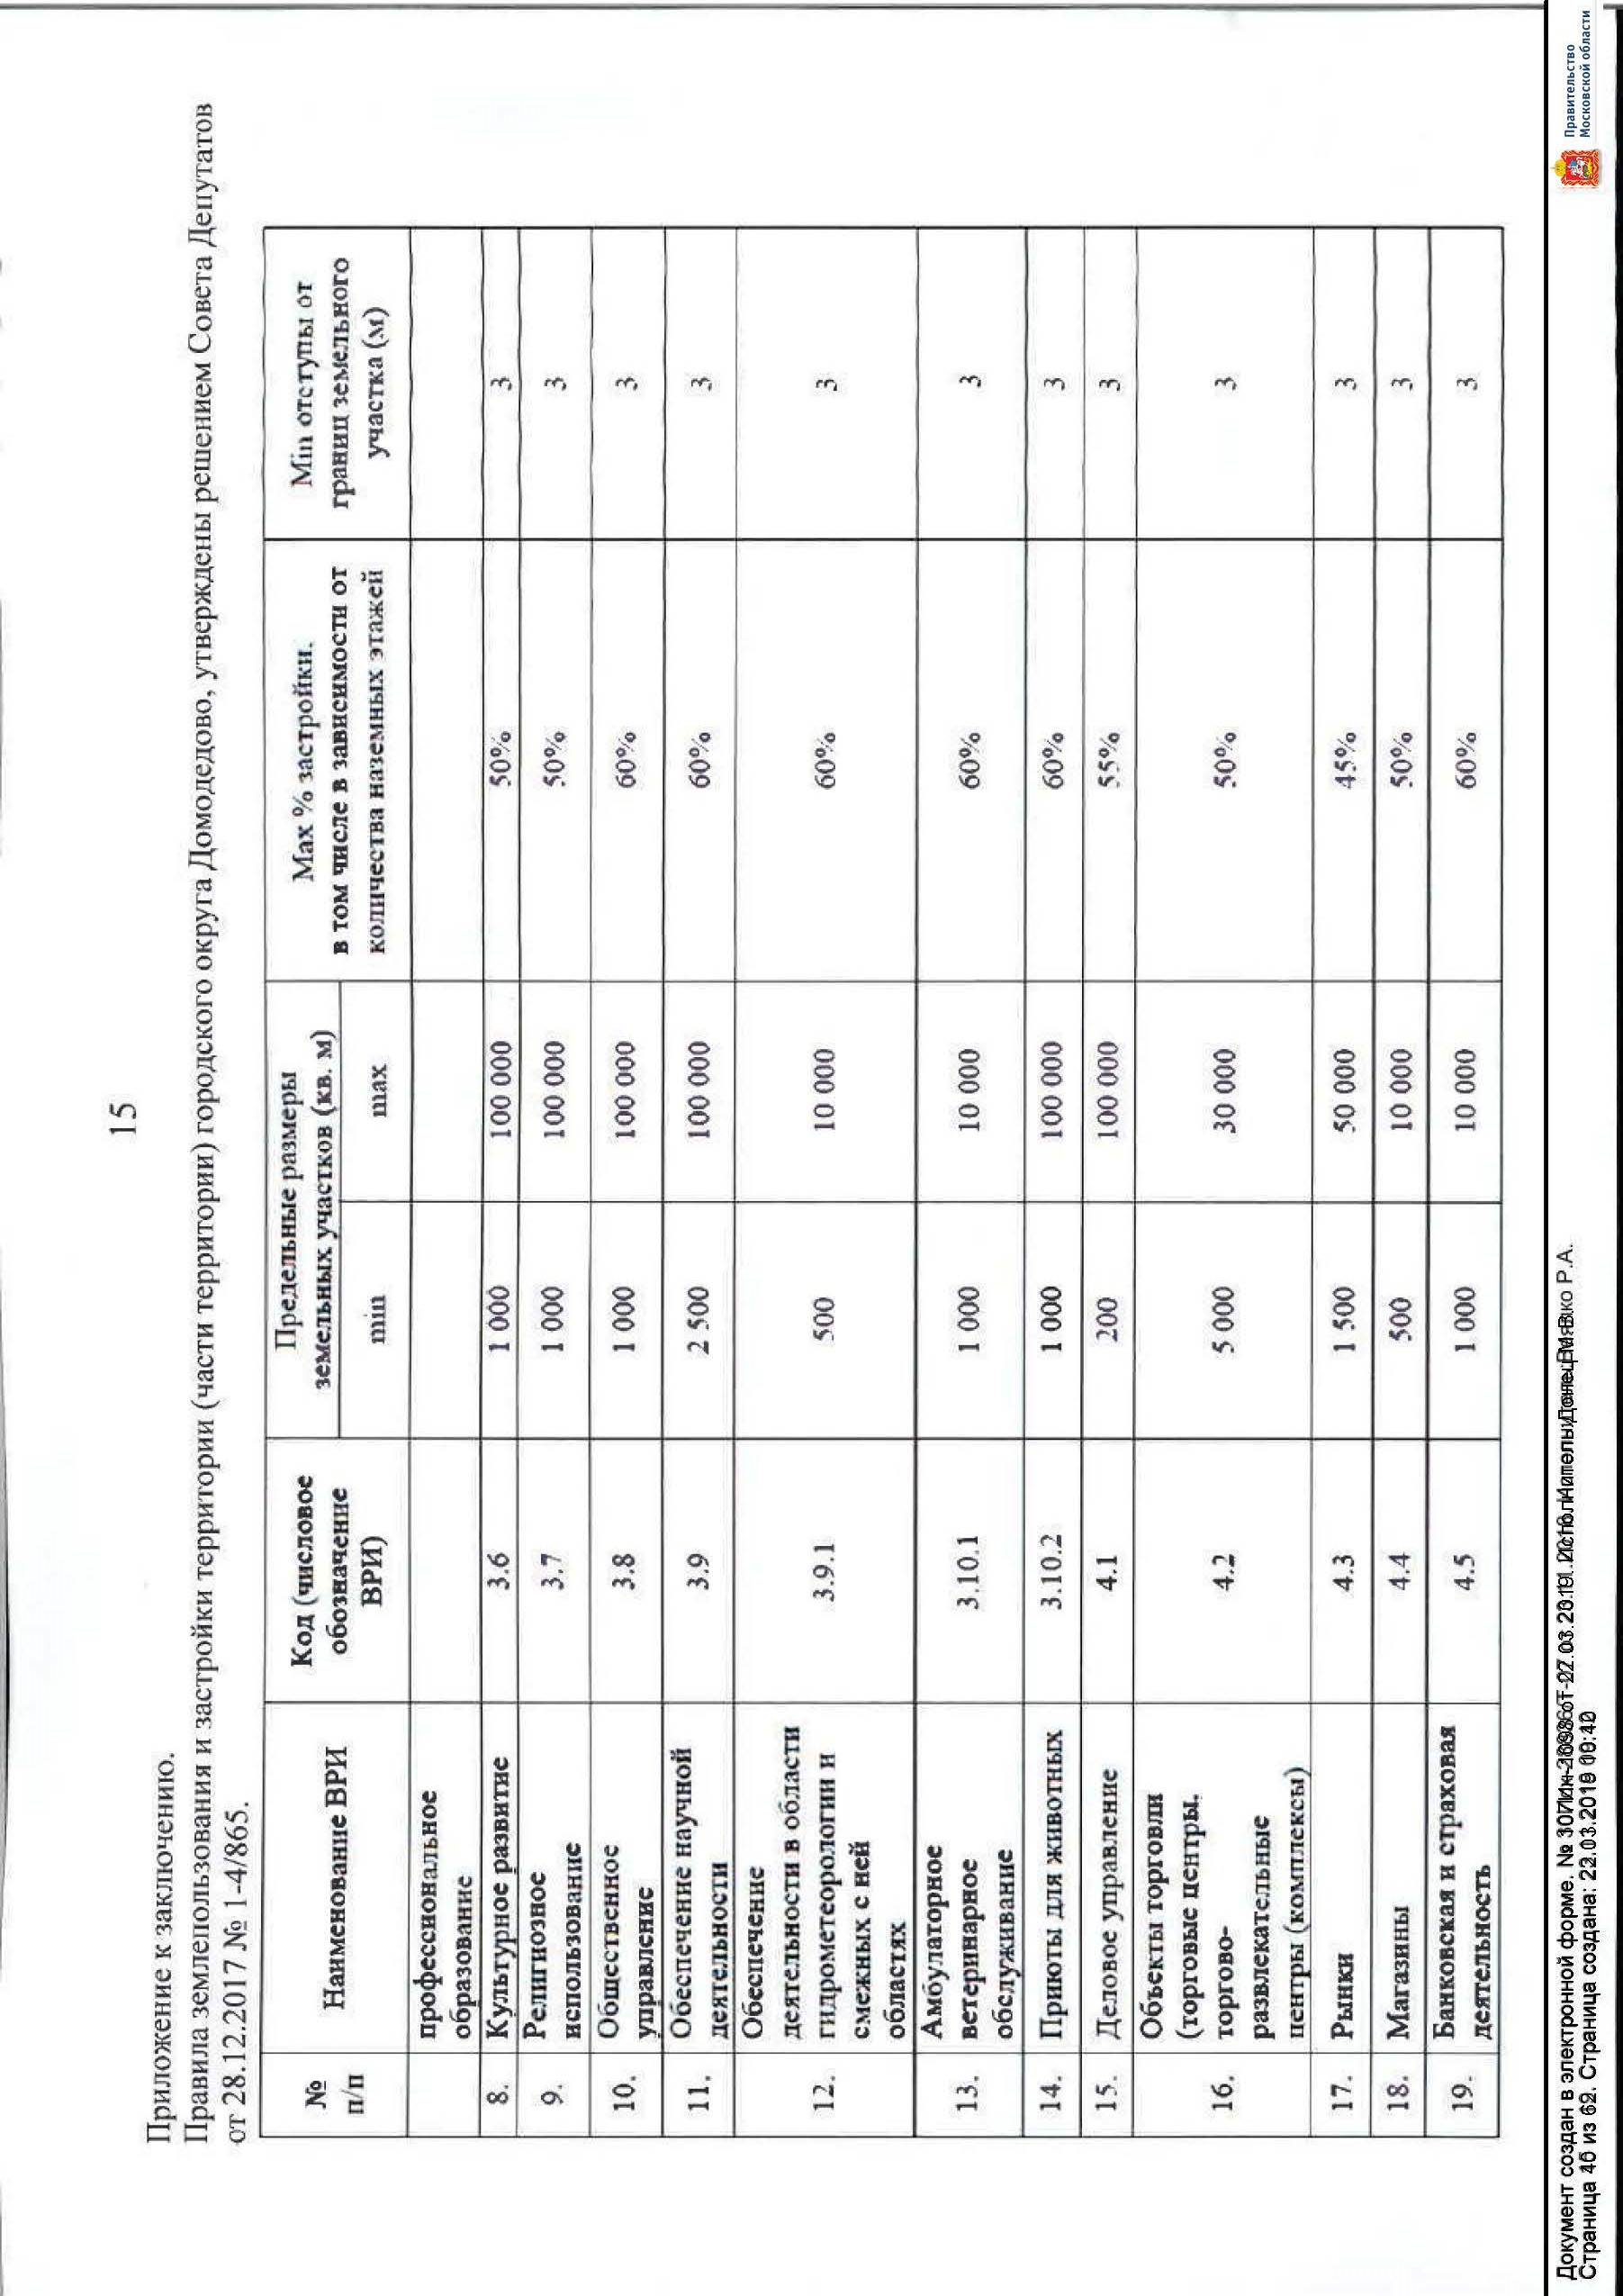 15
Приложение к заключению.
Правила землепользования и застройки территории (части территории) городского округа Домодедово, утверждены решением Совета Депутатов
от 28.12.2017 № 1-4/865.
№ п/п Наименование ВРИ Код (числовое обозначение ВРИ) Предельные размеры земельных участков (кв. м) Max % застройки. в том числе в зависимости от количества наземных этажей Min отступы от границ земельного участка (м)
min max
профессиональное
образование
8. Культурное развитие 3.6 1 000 100 000 50% 3
9. Религиозное использование 3.7 1 000 100 000 50% 3
10. Общественное управление 3.8 1 000 100 000 60% 3
11. Обеспечение научной деятельности 3.9 2 500 100 000 60% 3
12. Обеспечение деятельности в области гидрометеорологии и смежных с ней областях 3.9.1 500 10 000 60% 3
13. Амбулаторное ветеринарное обслуживание 3.10.1 1 000 10 000 60% 3
14. Приюты для животных 3.10.2 1 000 100 000 60% 3
15. Деловое управление 4.1 200 100 000 55% 3
16. Объекты торговли (торговые центры, торгово-развлекательные центры (комплексы) 4.2 5 000 30 000 50% 3
17. Рынки 4.3 1 500 50 000 45% 3
18. Магазины 4.4 500 10 000 50% 3
19. Банковская и страховая деятельность 4.5 1 000 10 000 60% 3
Документ создан в электронной форме. №
Страница из 62. Страница создана:
Правительство
Московской области